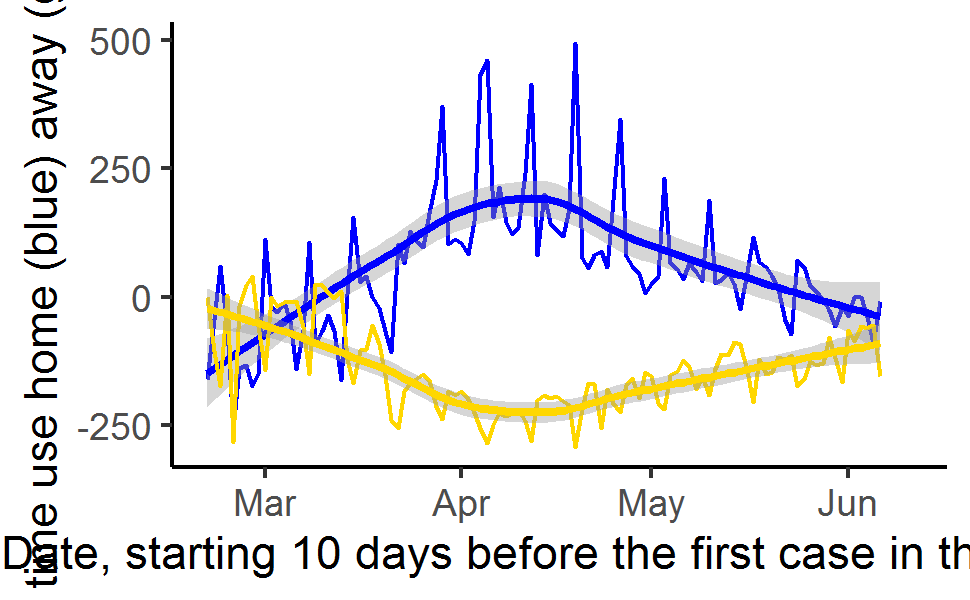 time use home (blue) away (
500
250
0
-250
Mar Apr May Jun
Date, starting 10 days before the first case in th